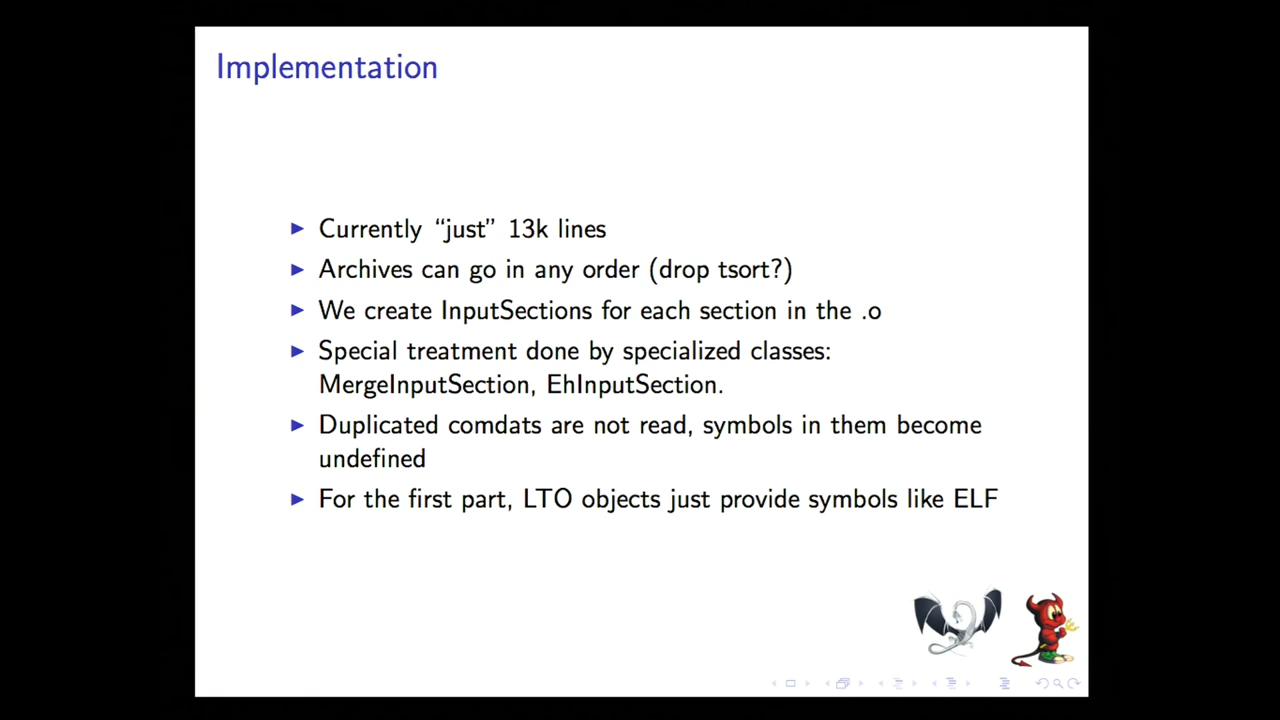 Implementation
Currently “just” 13k lines
Archives can go in any order (drop tsort?)
We create InputSections for each section in the .o
Special treatment done by specialized classes:
MergeInputSection, EhInputSection.
Duplicated comdats are not read, symbols in them become
undefined
For the first part, LTO objects just provide symbols like ELF